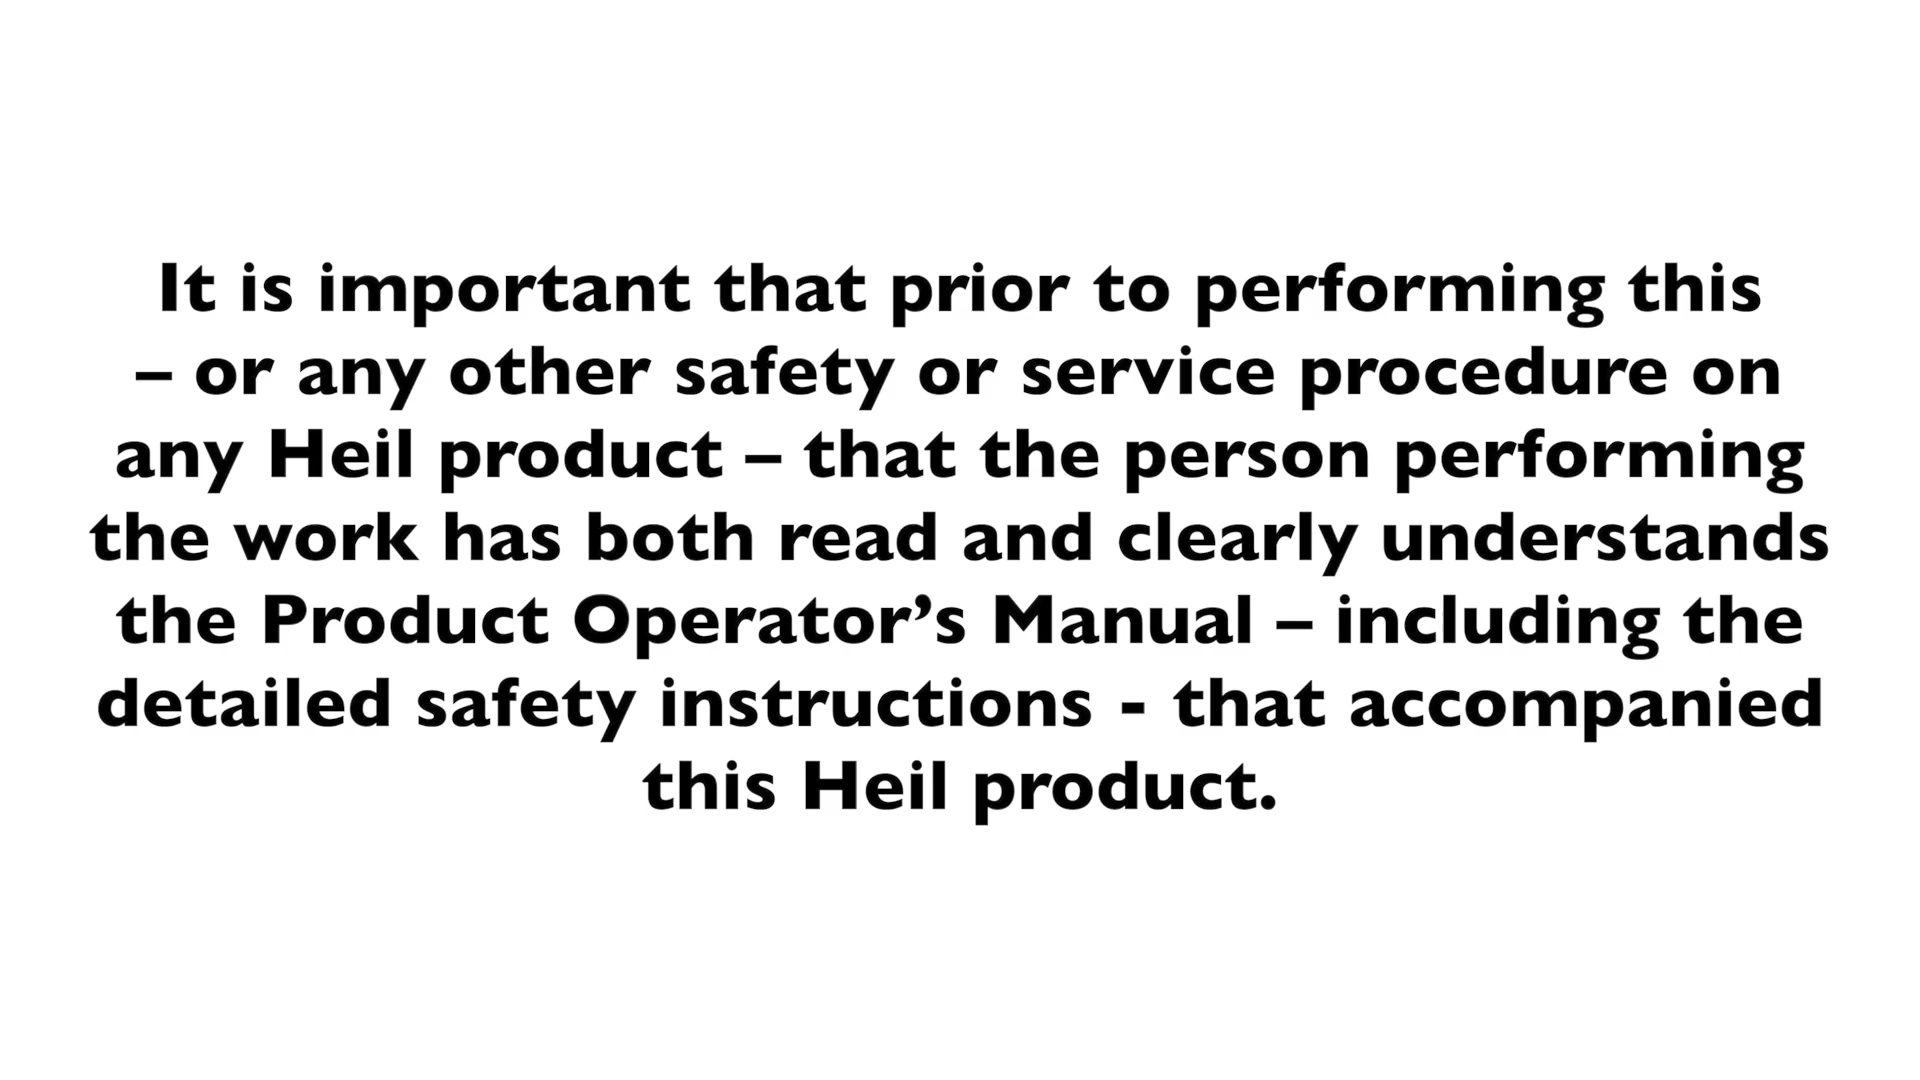 It is important that prior to performing this
– or any other safety or service procedure on
any Heil product – that the person performing
the work has both read and clearly understands
the Product Operator’s Manual – including the
detailed safety instructions - that accompanied
this Heil product.